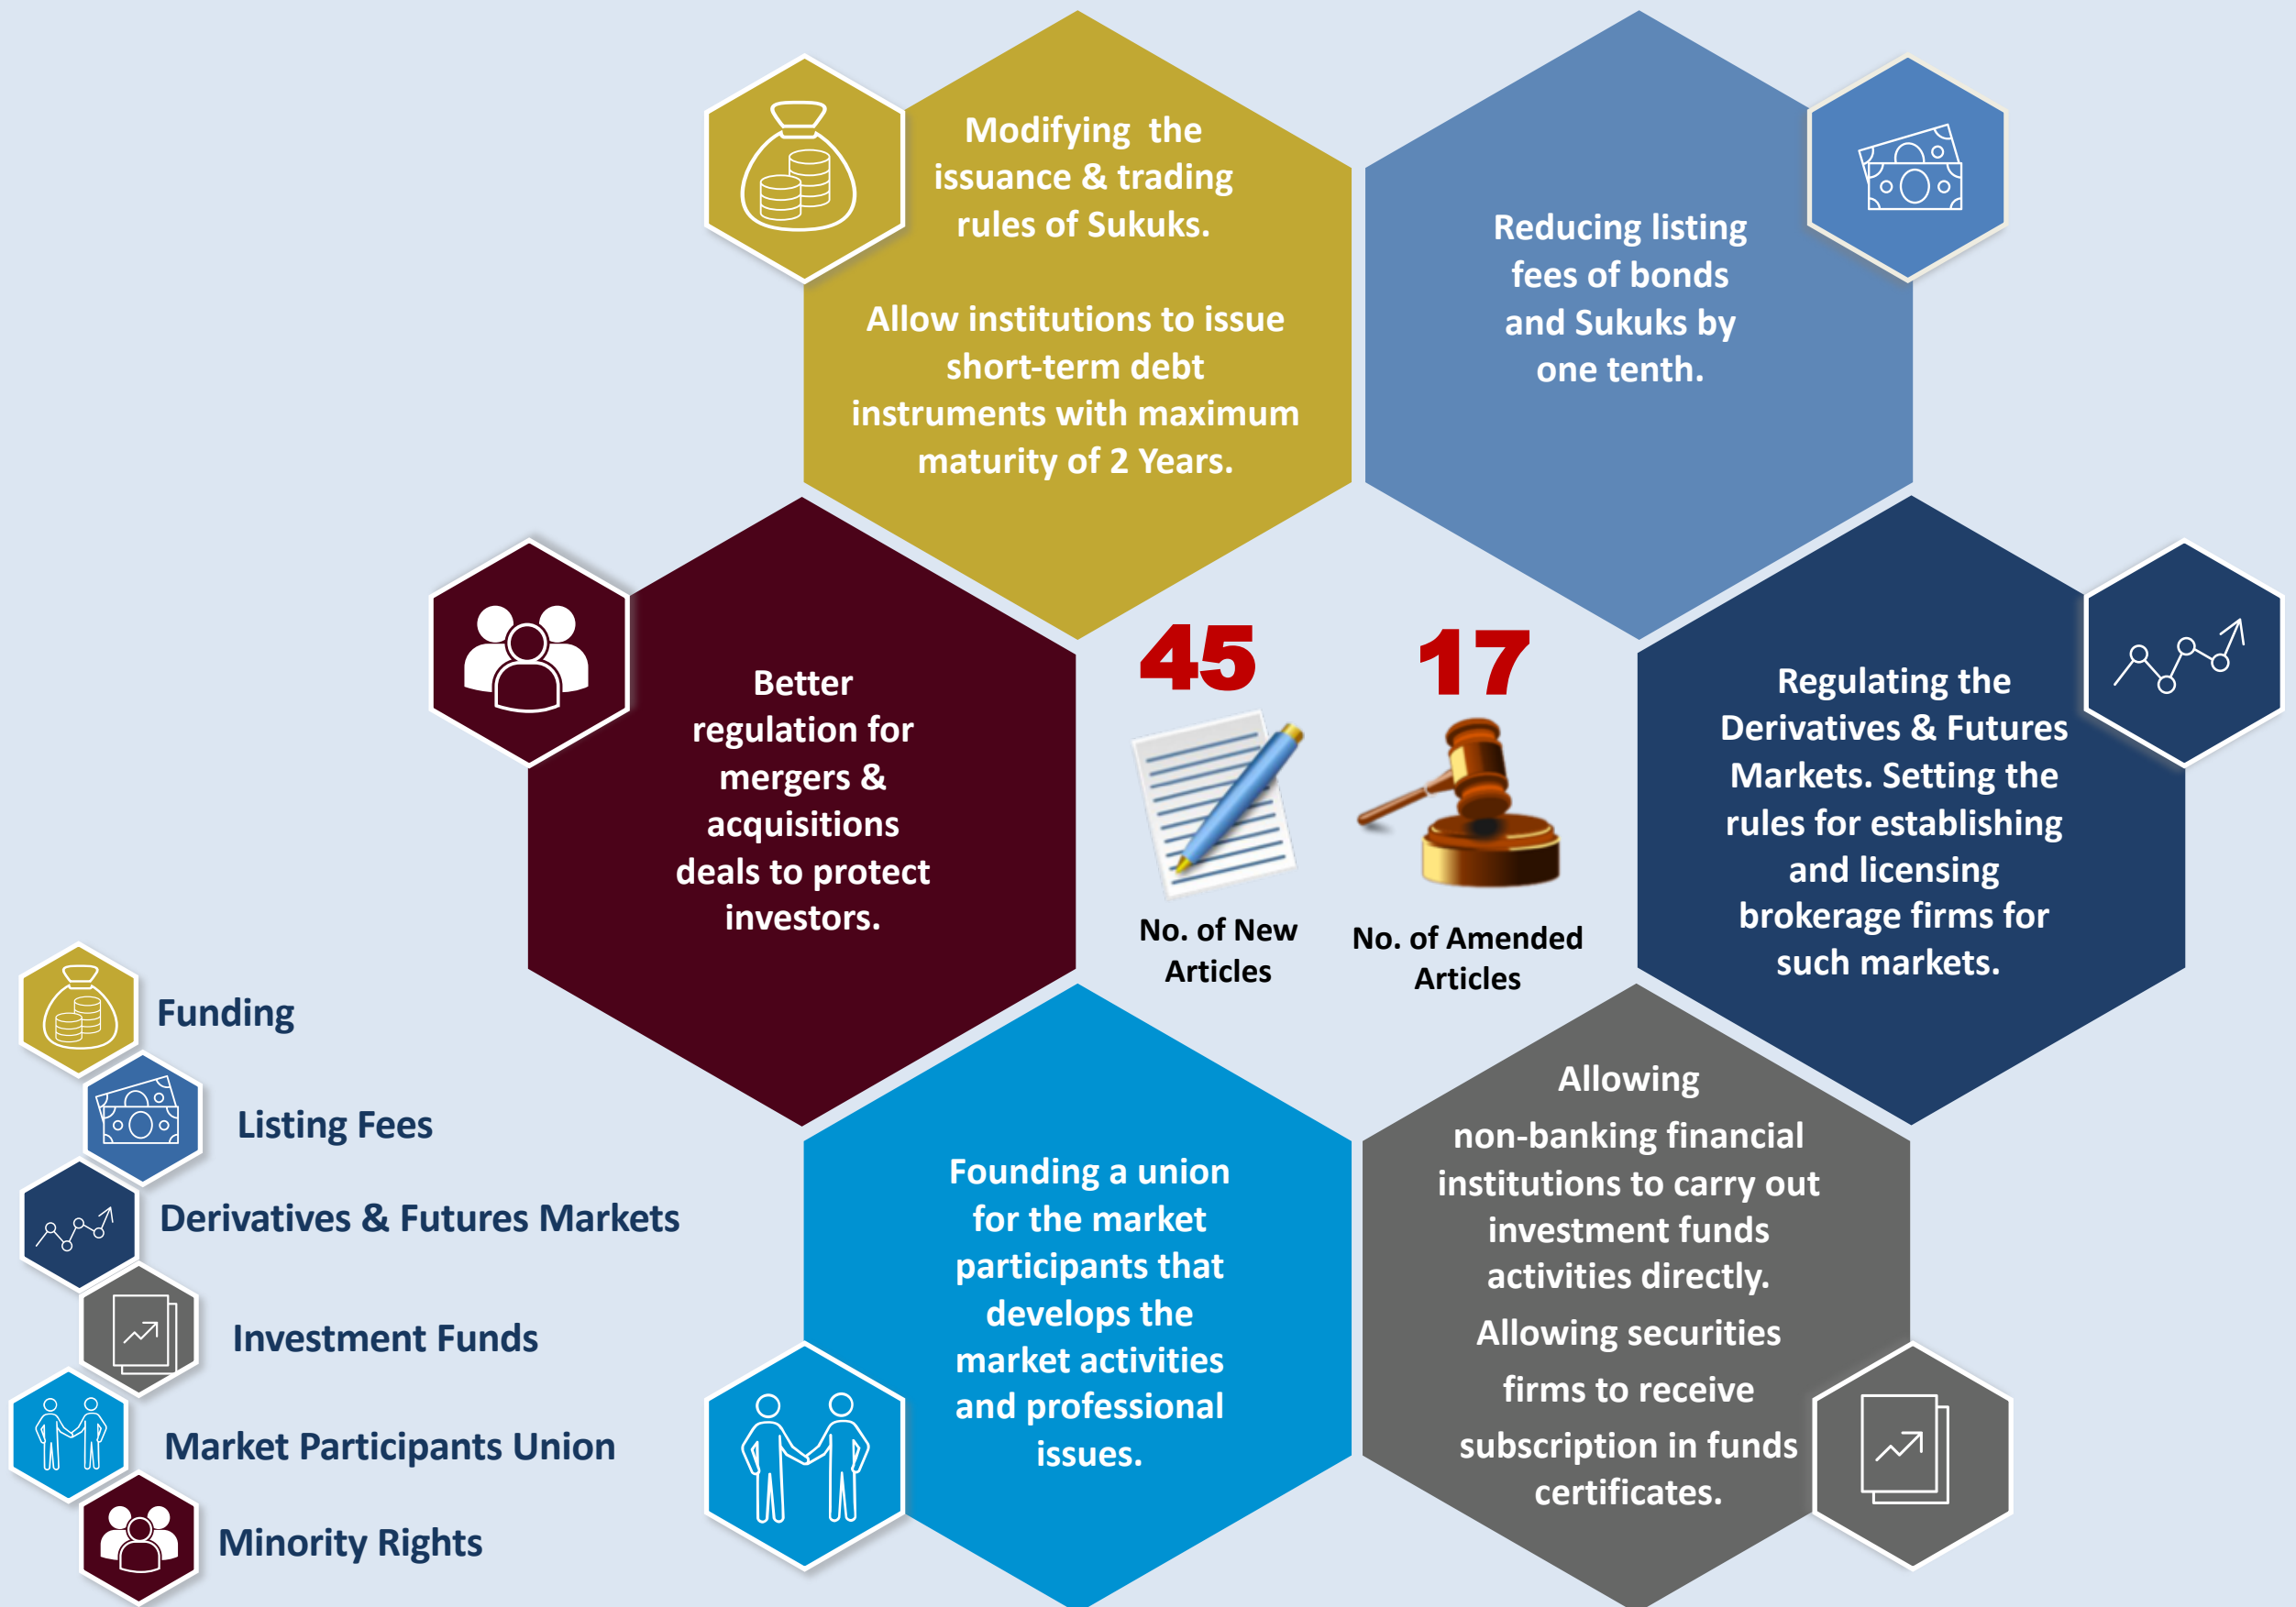 Modifying the
issuance & trading
rules of Sukuks.
Allow institutions to issue
short-term debt
instruments with maximum
maturity of 2 Years.
Reducing listing
fees of bonds
and Sukuks by
one tenth.
Better
regulation for
mergers &
acquisitions
deals to protect
investors.
45
No. of New
Articles
17
No. of Amended
Articles
Regulating the
Derivatives & Futures
Markets. Setting the
rules for establishing
and licensing
brokerage firms for
such markets.
Founding a union
for the market
participants that
develops the
market activities
and professional
issues.
Allowing
non-banking financial
institutions to carry out
investment funds
activities directly.
Allowing securities
firms to receive
subscription in funds
certificates.
Funding
Listing Fees
Derivatives & Futures Markets
Investment Funds
Market Participants Union
Minority Rights